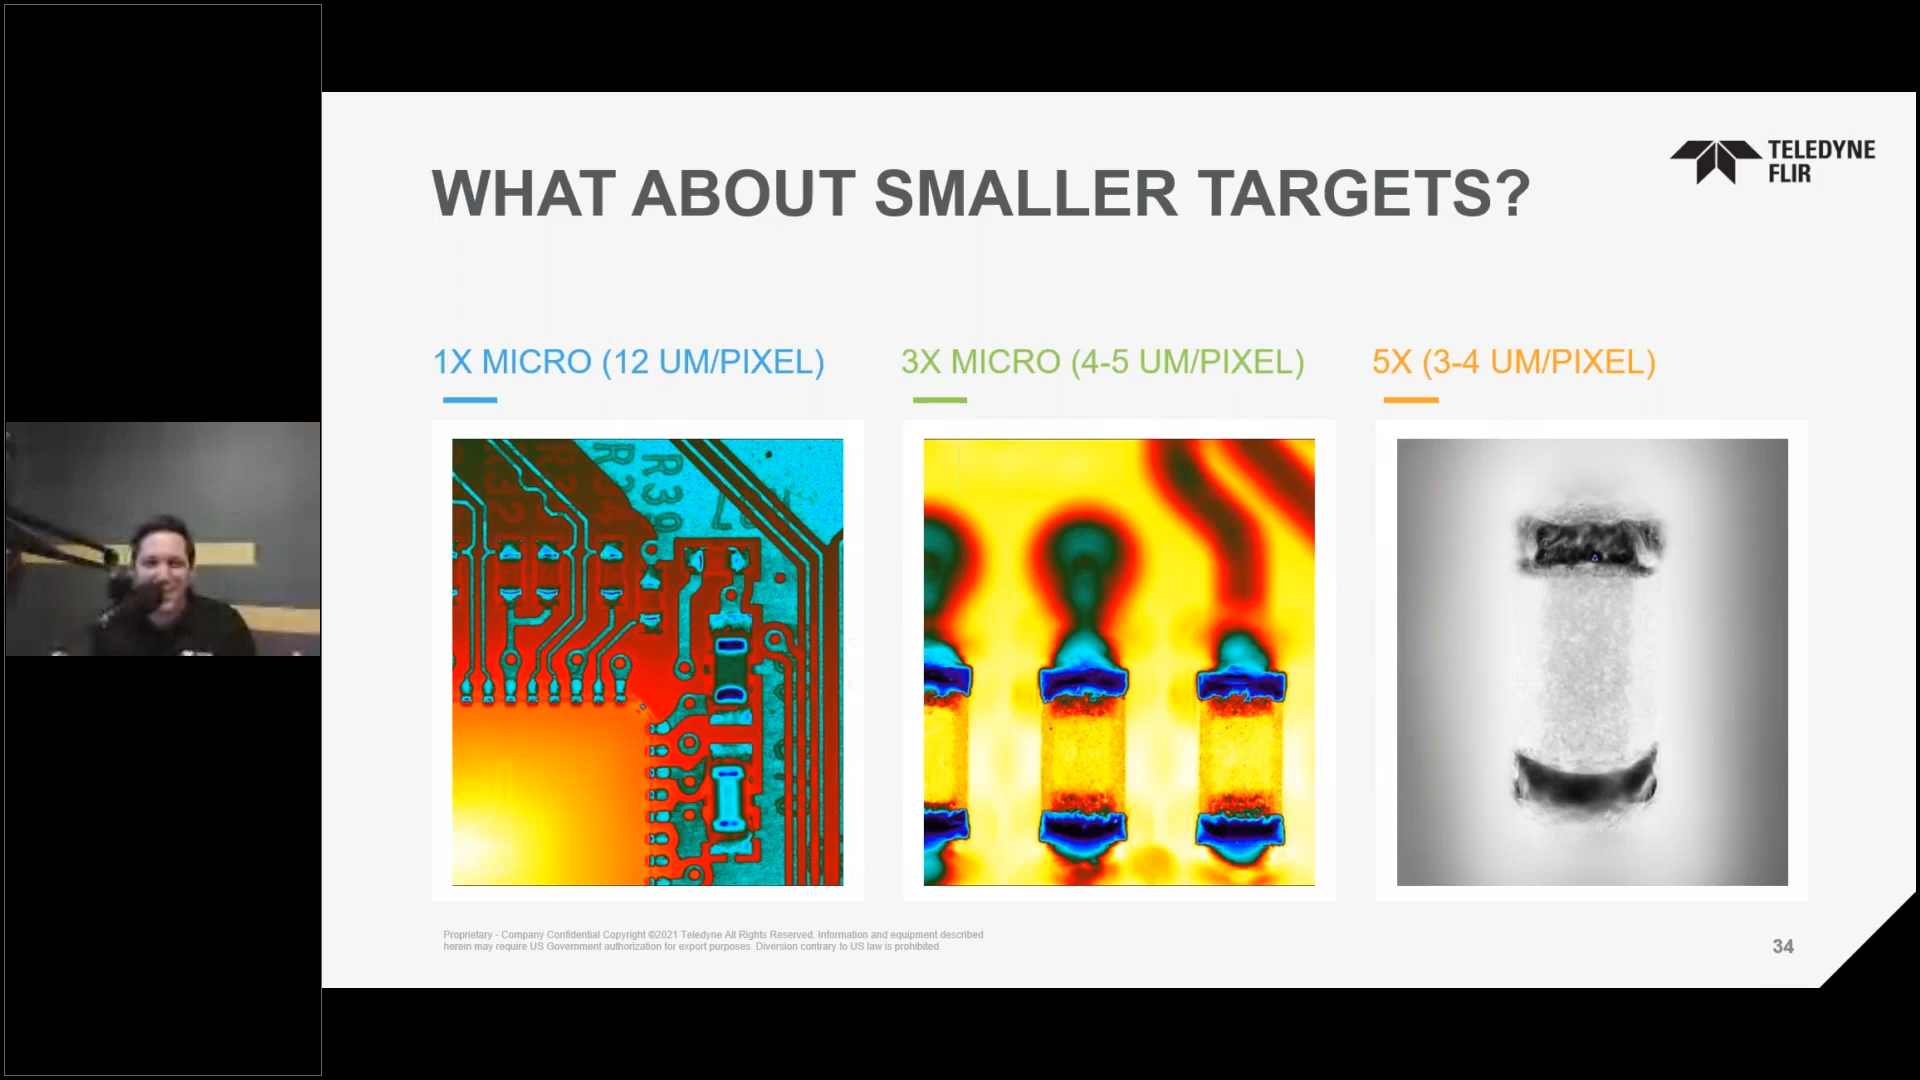 WHAT ABOUT SMALLER TARGETS?
TELEDYNE
FLIR
1X MICRO (12 UM/PIXEL)
3X MICRO (4-5 UM/PIXEL)
5X (3-4 UM/PIXEL)
R39
Proprietary - Company Confidential Copyright ©2021 Teledyne All Rights Reserved. Information and equipment described
herein may require US Government authorization for export purposes. Diversion contrary to US law is prohibited.
34